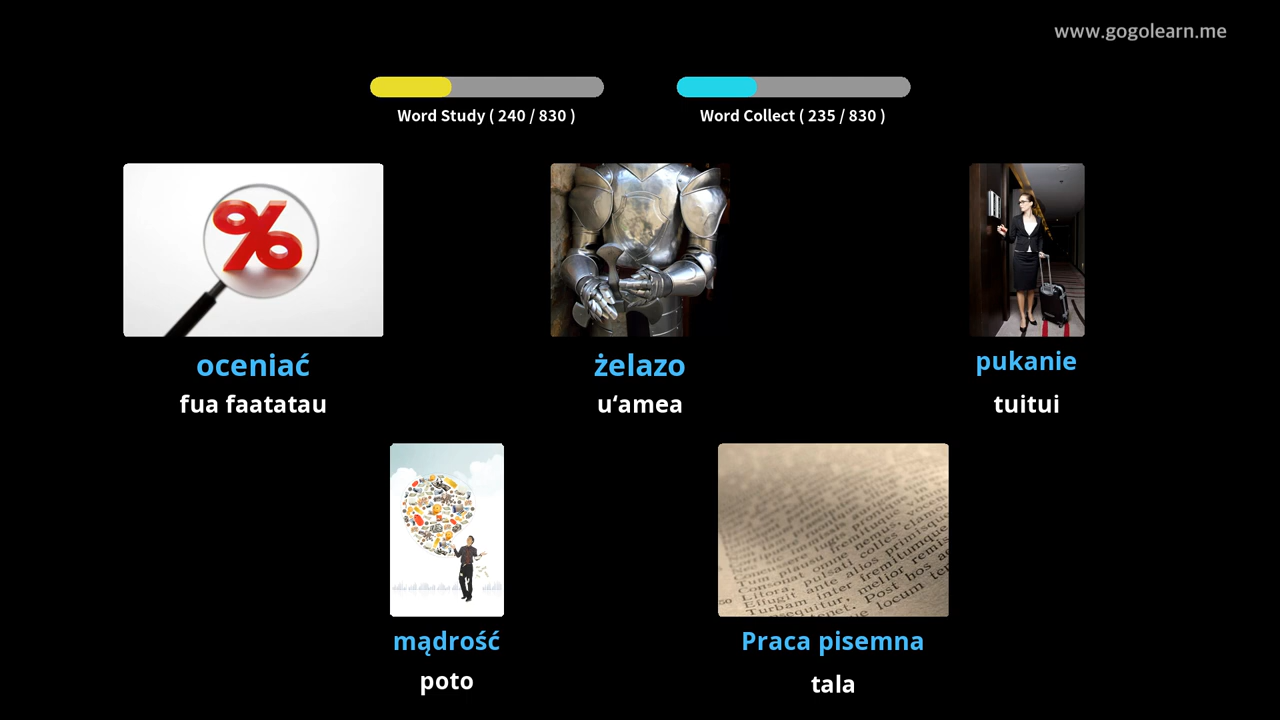 www.gogolearn.me
Word Study ( 240 / 830 )
Word Collect ( 235 / 830 )
%
oceniać
fua faatatau
żelazo
uʻamea
pukanie
tuitui
mądrość
poto
Praca pisemna
tala